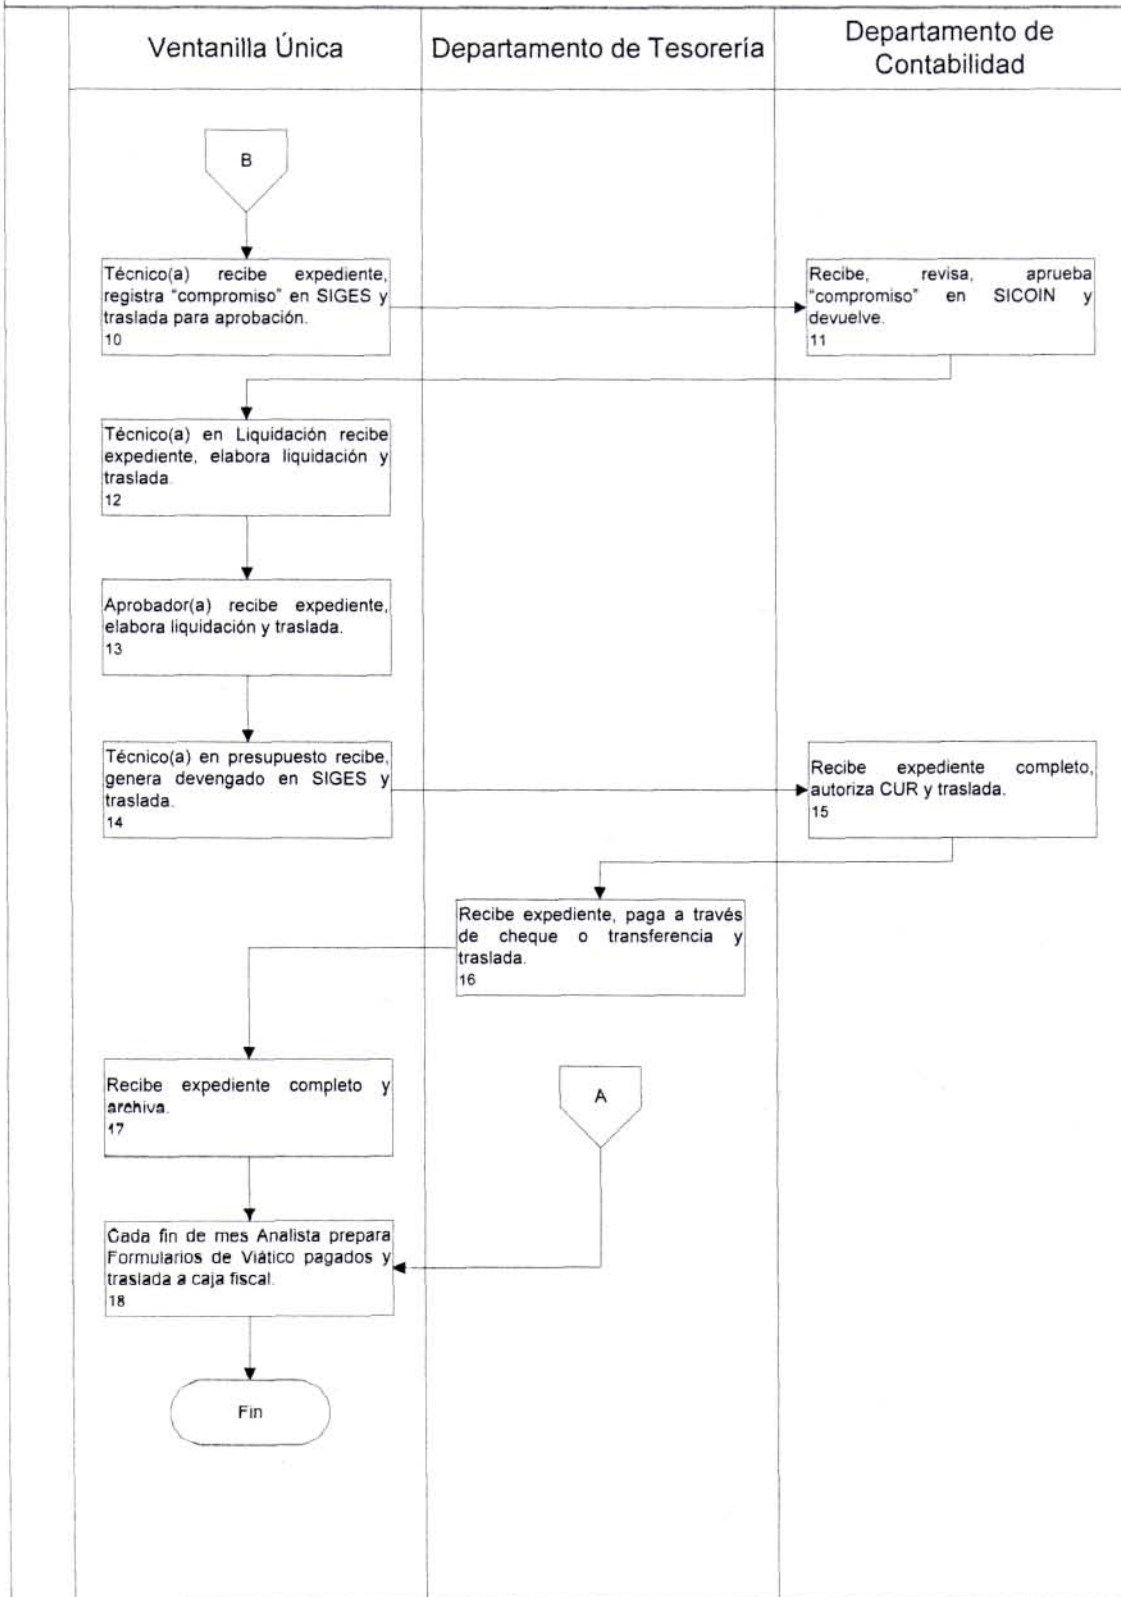 Ventanilla Única
Departamento de Tesorería
Departamento de
Contabilidad
B
Técnico(a) recibe expediente,
registra "compromiso" en SIGES y
traslada para aprobación.
10
Recibe, revisa, aprueba
"compromiso" en SICOIN y
devuelve.
11
Técnico(a) en Liquidación recibe
expediente, elabora liquidación y
traslada.
12
Aprobador(a) recibe expediente,
elabora liquidación y traslada.
13
Técnico(a) en presupuesto recibe,
genera devengado en SIGES y
traslada.
14
Recibe expediente completo,
autoriza CUR y traslada.
15
Recibe expediente, paga a través
de cheque o transferencia y
traslada.
16
Recibe expediente completo y
archiva.
17
A
Cada fin de mes Analista prepara
Formularios de Viático pagados y
traslada a caja fiscal.
18
Fin